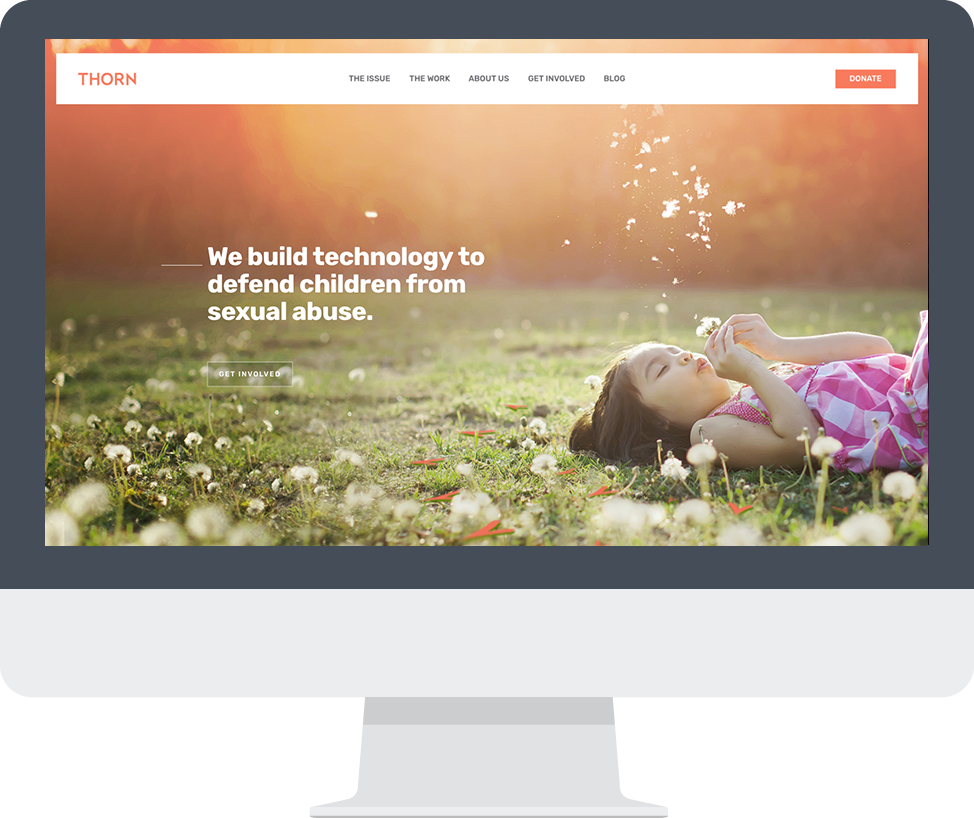 THORN
THE ISSUE THE WORK ABOUT US GET INVOLVED BLOG
DONATE
We build technology to
defend children from
sexual abuse.
GET INVOLVED